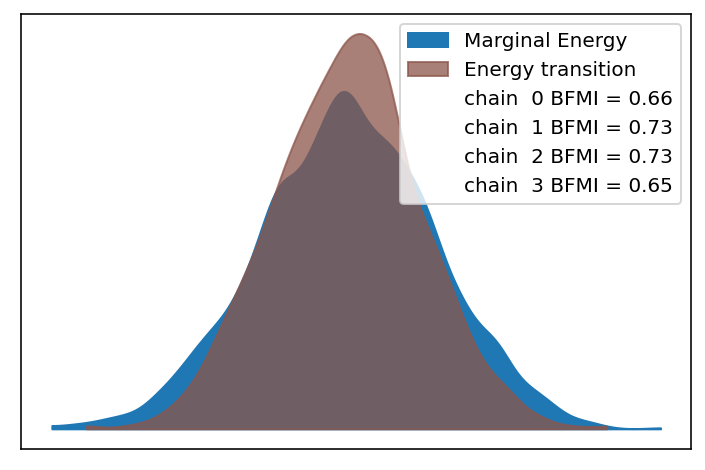 Marginal Energy
Energy transition
chain  0 BFMI = 0.66
chain  1 BFMI = 0.73
chain  2 BFMI = 0.73
chain  3 BFMI = 0.65